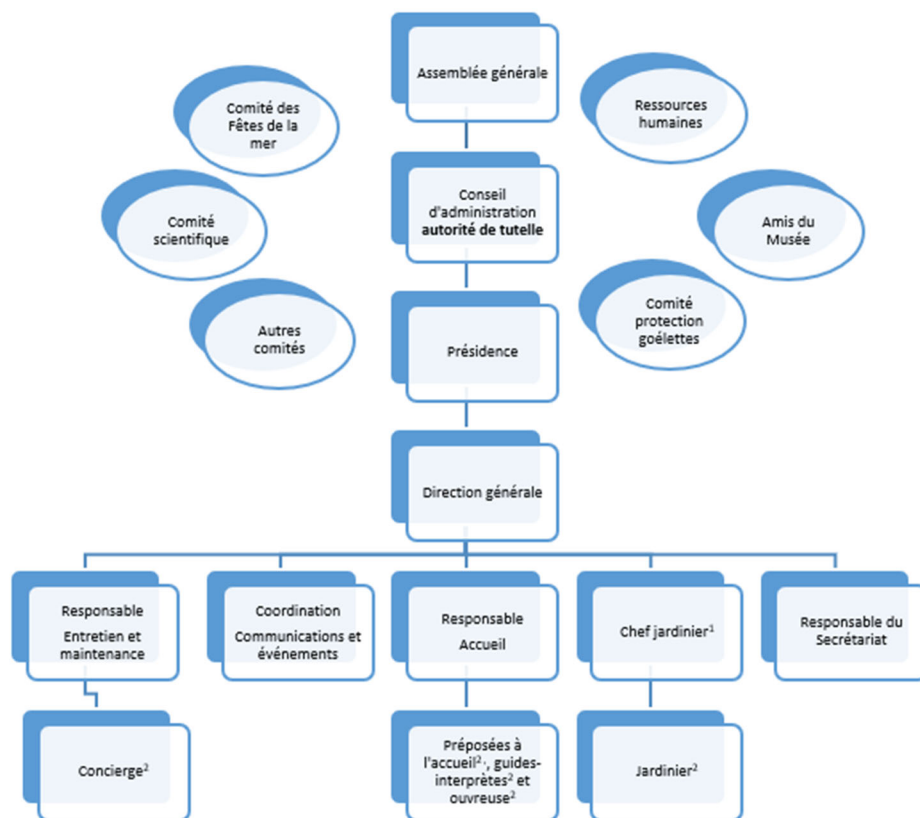 Assemblée générale
Comité des
Fêtes de la
mer
Ressources
humaines
Conseil
d'administration
autorité de tutelle
Comité
scientifique
Amis du
Musée
Autres
comités
Présidence
Comité
protection
goélettes
Direction générale
Responsable
Entretien et
maintenance
Coordination
Communications et
événements
Responsable
Accueil
Chef jardinier¹
Responsable du
Secrétariat
Concierge²
Préposées à
l'accueil²·, guides-
interprètes² et
ouvreuse²
Jardinier²